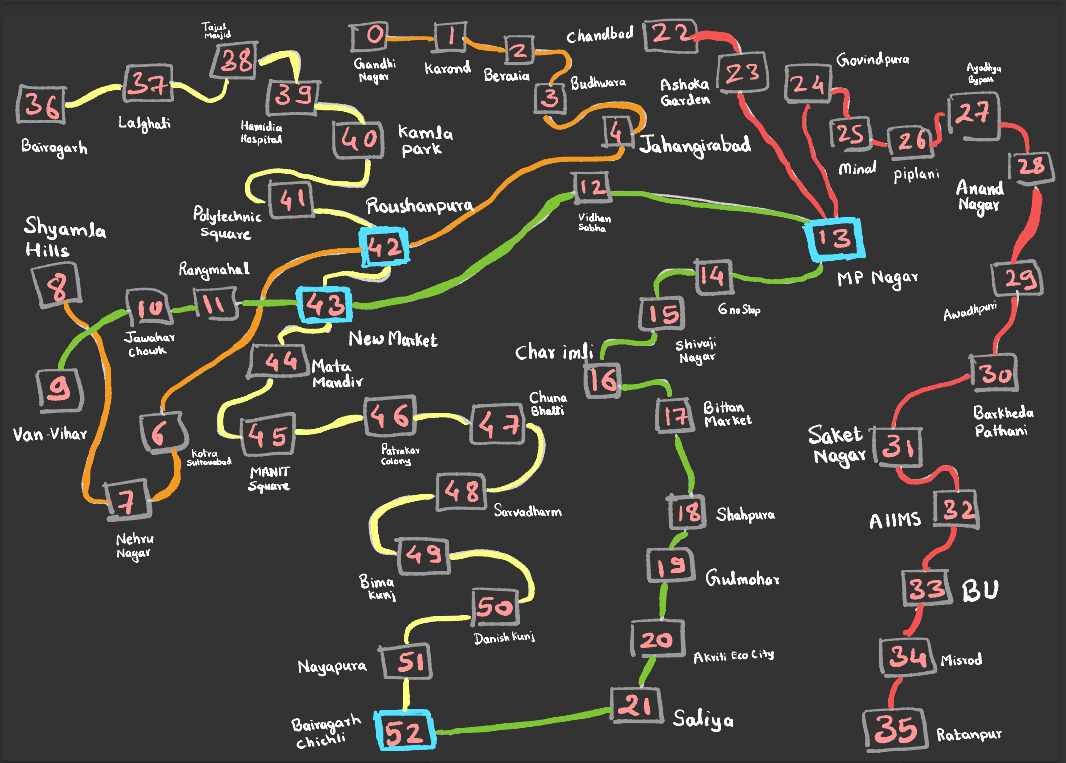 0
Gandhi
Nagar
1
Karond
2
Berasia
3
Budhwara
4
Jahangirabad
Chandbad
22
23
Ashoka
Garden
24
Govindpura
25
Minal
26
Piplani
27
Ayodhya
Bypass
28
Anand
Nagar
29
Awadhpuri
30
Barkheda
Pathani
31
Saket
Nagar
32
AIIMS
33
BU
34
Misrod
35
Ratanpur
36
Bairagarh
37
Lalghati
Tajul
Masjid
38
39
Hamidia
Hospital
40
Kamla
Park
41
Polytechnic
Square
Roushanpura
42
43
New Market
44
Mata
Mandir
45
MANIT
Square
46
Patrakar
Colony
47
Chuna
Bhatti
48
Sarvadharm
49
Bima
Kunj
50
Danish Kunj
51
Nayapura
52
Bairagarh
Chichli
Shyamla
Hills
8
9
Van-Vihar
10
Jawahar
Chowk
11
Rangmahal
6
Kotra
Sultanabad
7
Nehru
Nagar
12
Vidhan
Sabha
13
MP Nagar
14
6 no Stop
15
Shivaji
Nagar
Char imli
16
17
Bittan
Market
18
Shahpura
19
Gulmohar
20
Akriti Eco City
21
Saliya